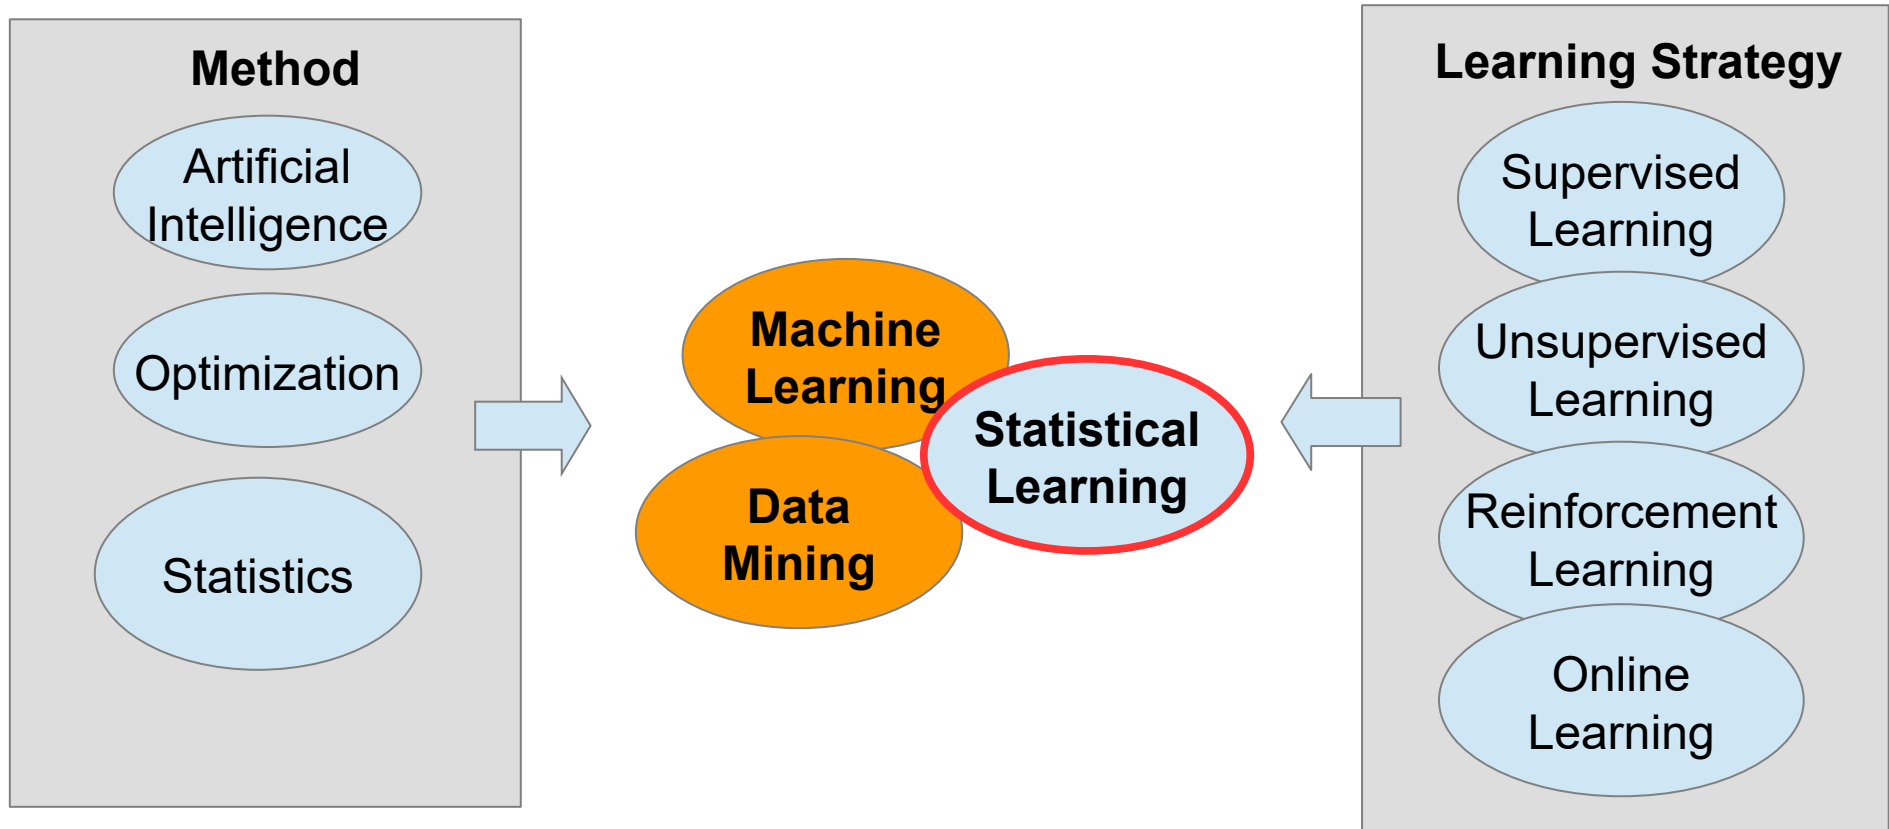 Method
Artificial
Intelligence
Optimization
Statistics
Machine
Learning
Data
Mining
Statistical
Learning
Learning Strategy
Supervised
Learning
Unsupervised
Learning
Reinforcement
Learning
Online
Learning